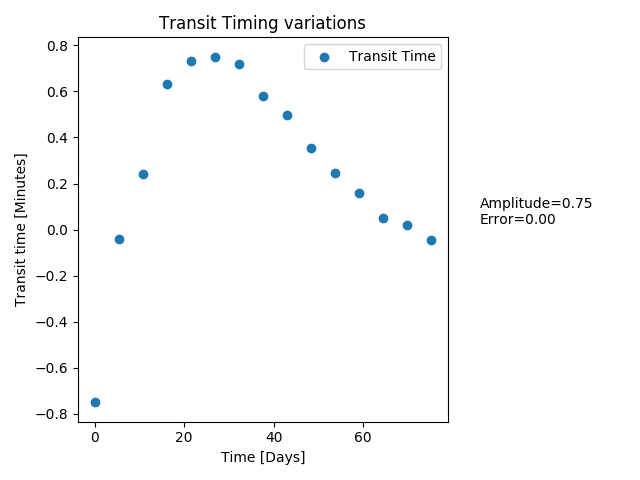 Transit Timing variations
Transit Time
0.8
0.6
0.4
0.2
0.0
−0.2
−0.4
−0.6
−0.8
Transit time [Minutes]
0 20 40 60
Time [Days]
Amplitude=0.75
Error=0.00